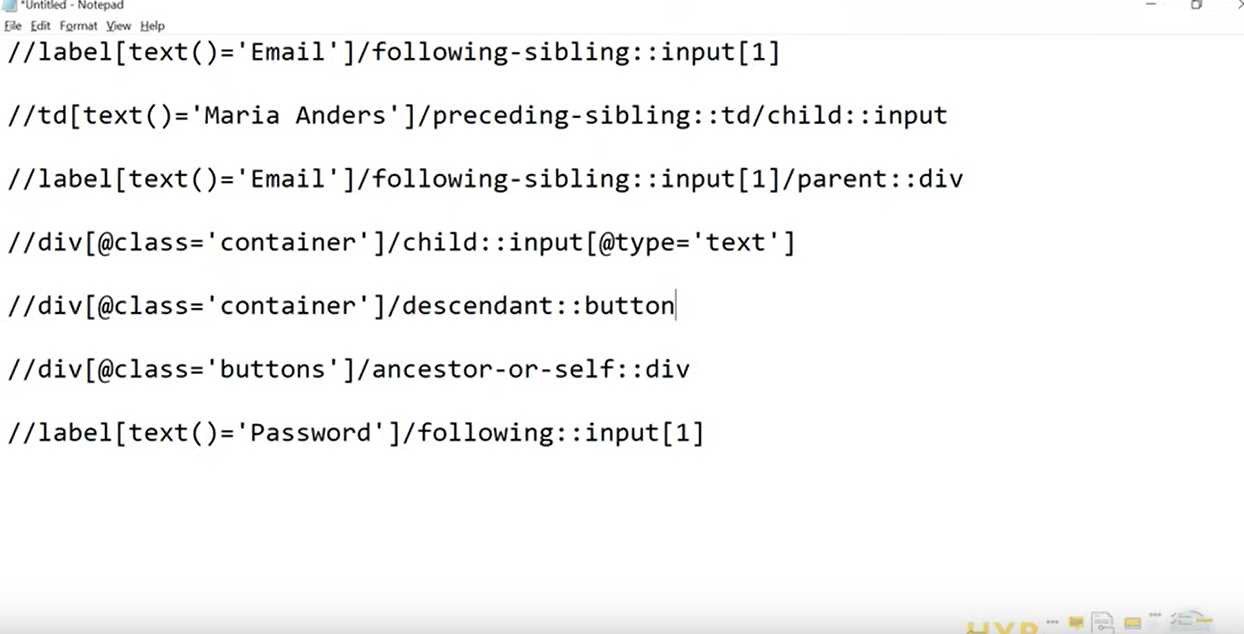 *Untitled - Notepad
File Edit Format View Help
//label[text()='Email']/following-sibling::input[1]
//td[text()='Maria Anders']/preceding-sibling::td/child::input
//label[text()='Email']/following-sibling::input[1]/parent::div
//div[@class='container']/child::input[@type='text']
//div[@class='container']/descendant::button
//div[@class='buttons']/ancestor-or-self::div
//label[text()='Password']/following::input[1]